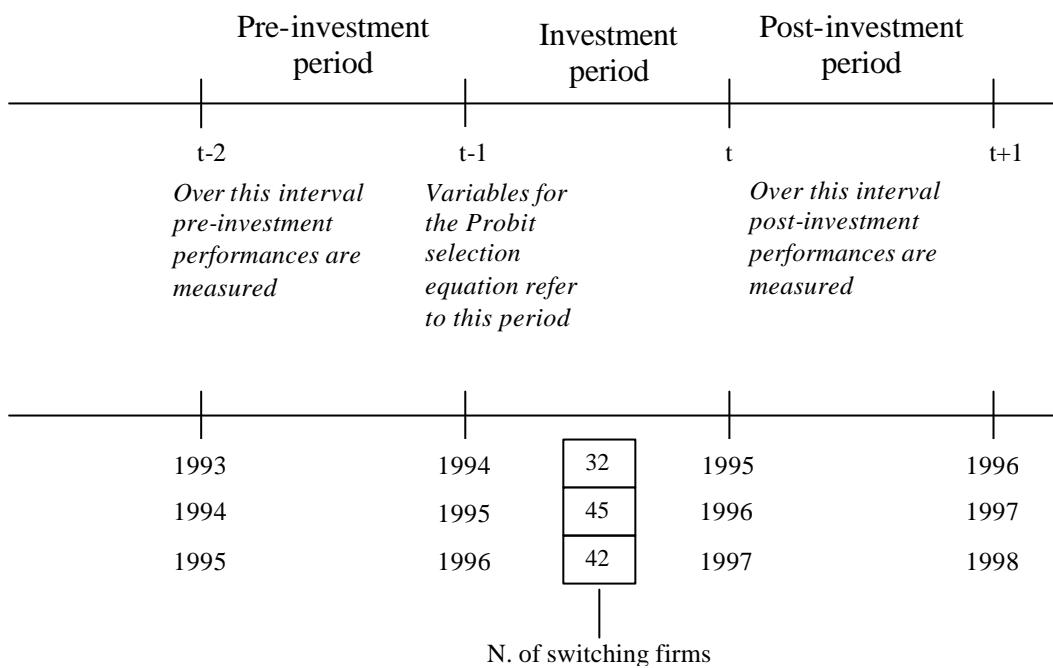 Pre-investment
period
Investment
period
Post-investment
period
t-2
t-1
t
t+1
Over this interval
pre-investment
performances are
measured
Variables for
the Probit
selection
equation refer
to this period
Over this interval
post-investment
performances are
measured
1993 1994 32 1995 1996
1994 1995 45 1996 1997
1995 1996 42 1997 1998
N. of switching firms